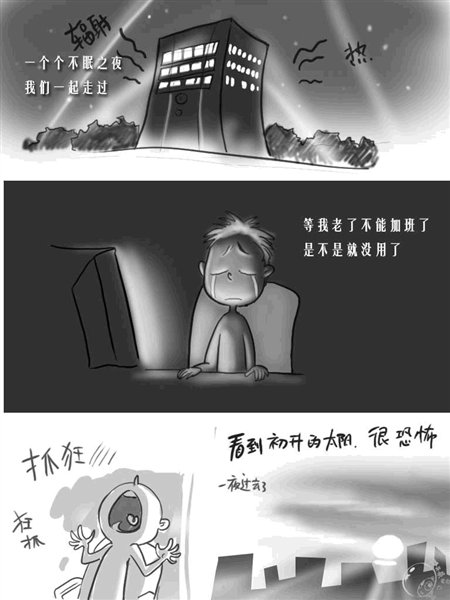 辐射
热
一个个不眠之夜
我们一起走过
等我老了不能加班了
是不是就没用了
抓狂
狂
抓
看到初升的太阳.很恐怖
一夜过去了